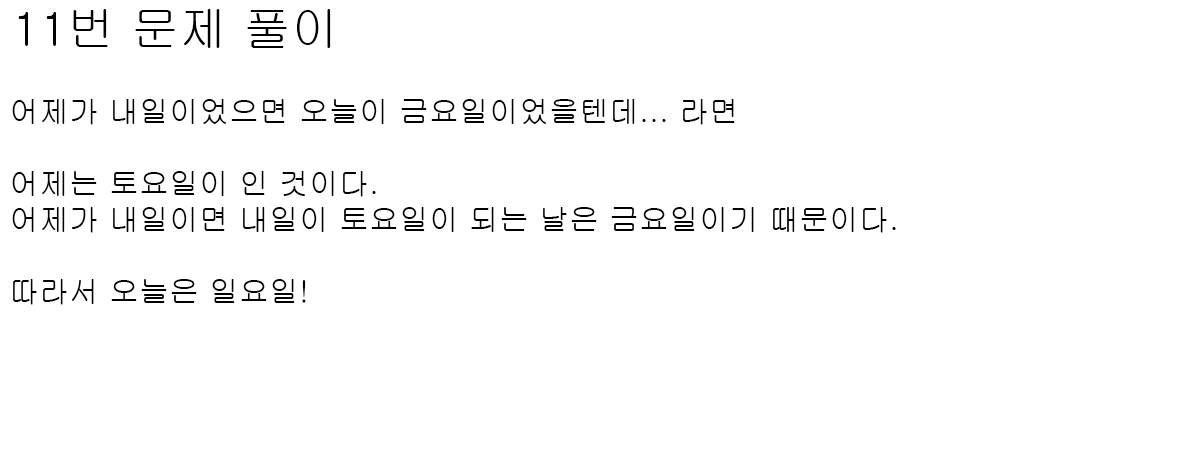 11번 문제 풀이
어제가 내일이었으면 오늘이 금요일이었을텐데... 라면
어제는 토요일이 인 것이다.
어제가 내일이면 내일이 토요일이 되는 날은 금요일이기 때문이다.
따라서 오늘은 일요일!